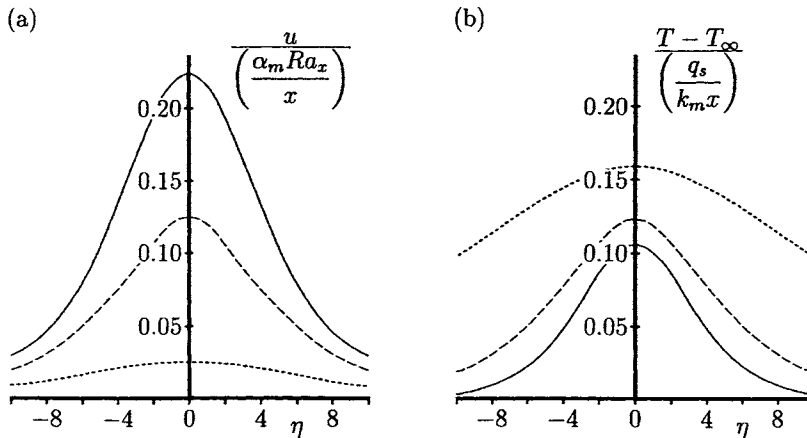 (a)
u
α_m Ra_x
x
0.20
0.15
0.10
0.05
−8 −4 0 4 8
η
(b)
T − T_∞
q_s
k_m x
0.20
0.15
0.10
0.05
−8 −4 0 4 8
η